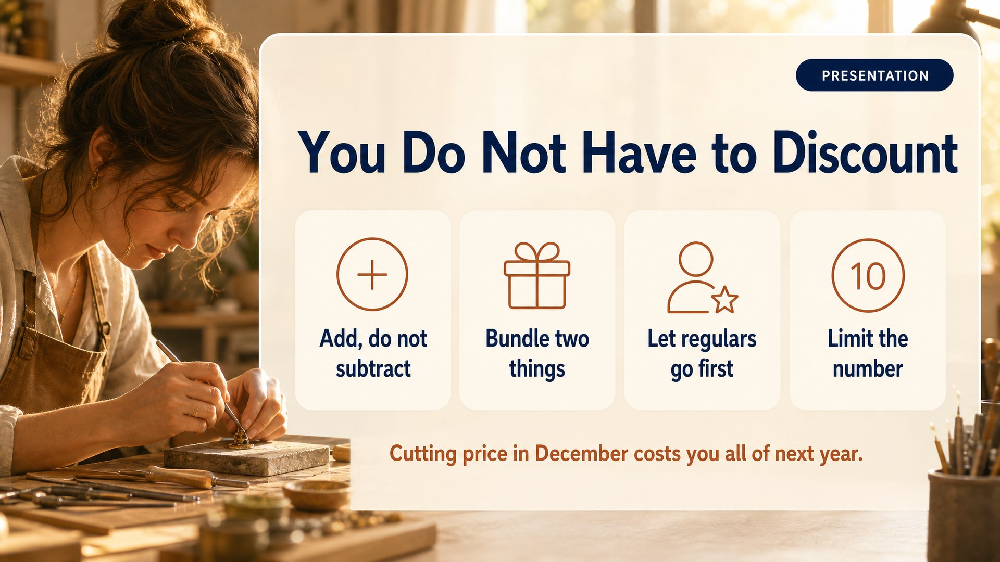 PRESENTATION
You Do Not Have to Discount
Add, do not
subtract
Bundle two
things
Let regulars
go first
10
Limit the
number
Cutting price in December costs you all of next year.